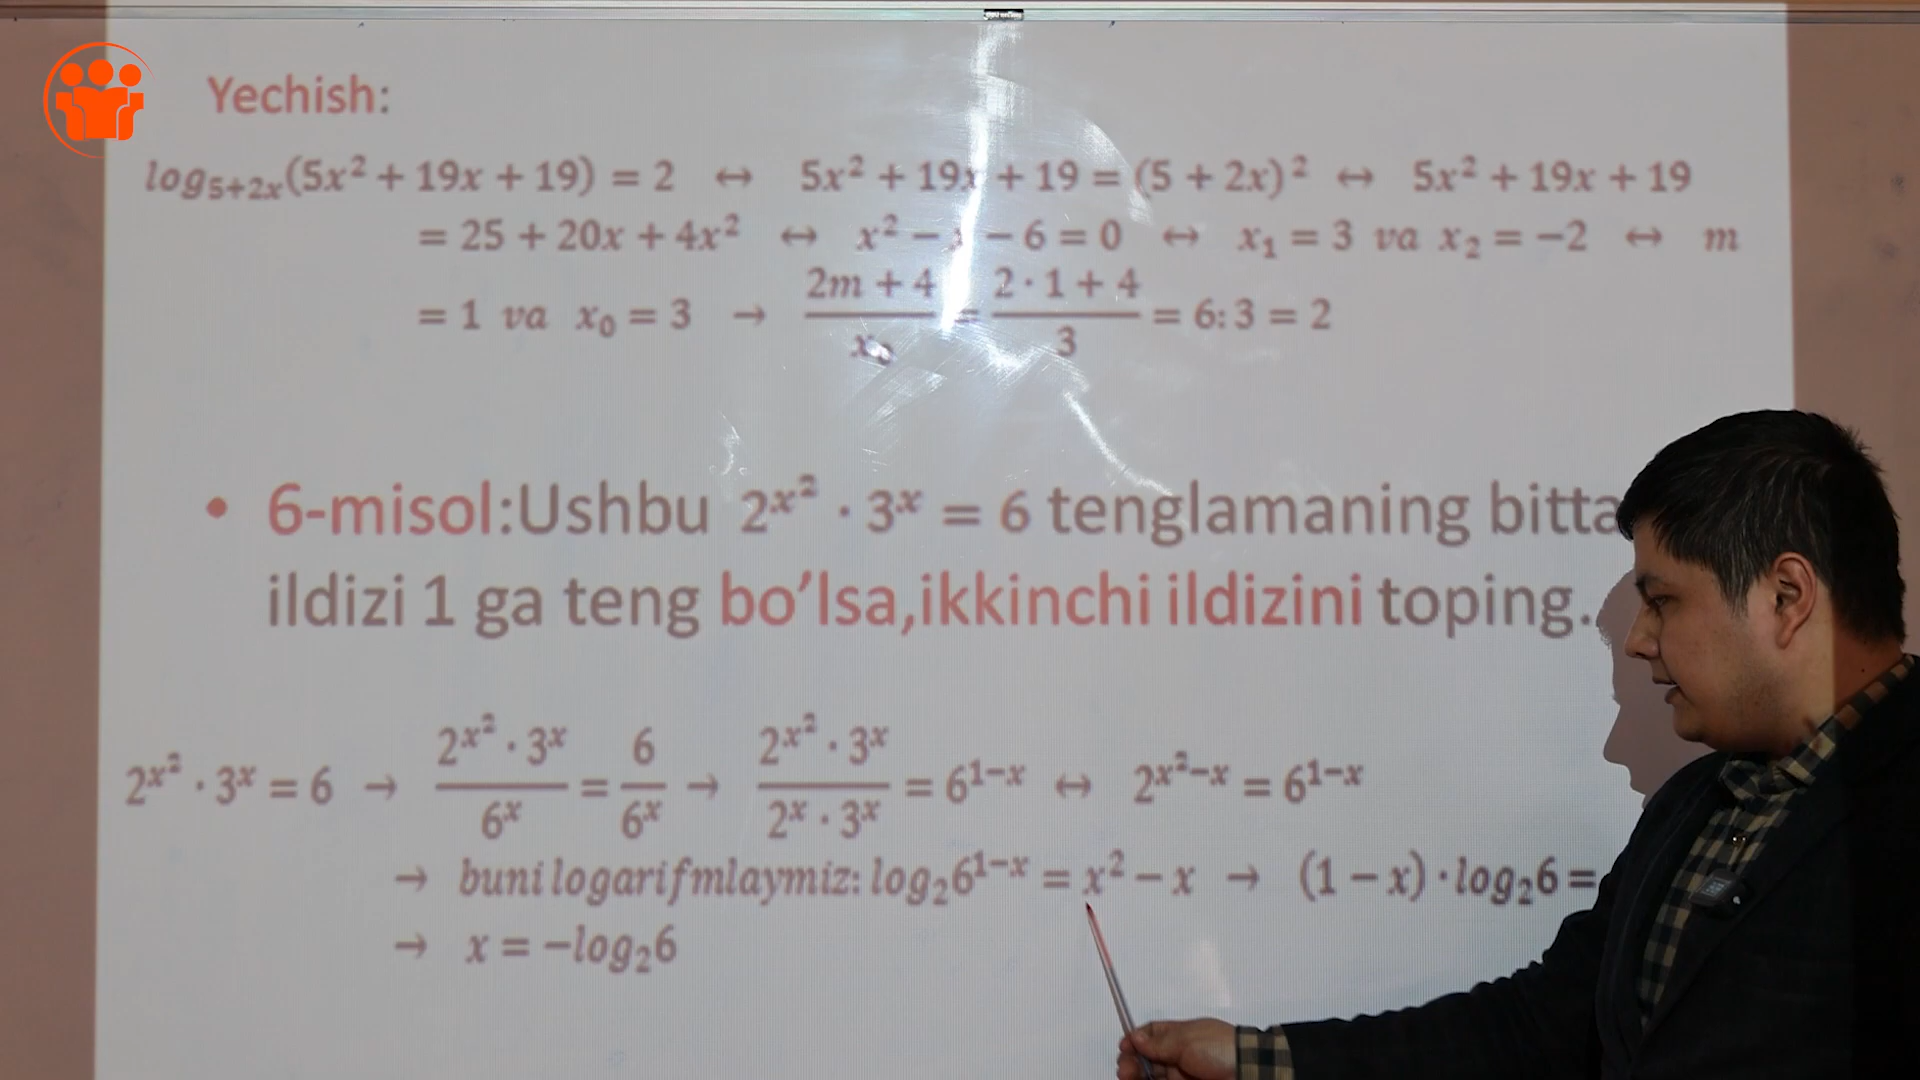 Yechish:
log₅₊₂ₓ(5x² + 19x + 19) = 2 ↔ 5x² + 19x + 19 = (5 + 2x)² ↔ 5x² + 19x + 19
= 25 + 20x + 4x² ↔ x² − x − 6 = 0 ↔ x₁ = 3 va x₂ = −2 ↔ m
= 1 va x₀ = 3 → (2m + 4)/x₀ = (2 · 1 + 4)/3 = 6: 3 = 2
• 6-misol:Ushbu 2^(x²) · 3^x = 6 tenglamaning bitta
ildizi 1 ga teng bo’lsa,ikkinchi ildizini toping.
2^(x²) · 3^x = 6 → (2^(x²) · 3^x)/6^x = 6/6^x → (2^(x²) · 3^x)/(2^x · 3^x) = 6^(1−x) ↔ 2^(x²−x) = 6^(1−x)
→ buni logarifmlaymiz: log₂6^(1−x) = x² − x → (1 − x) · log₂6 =
→ x = −log₂6